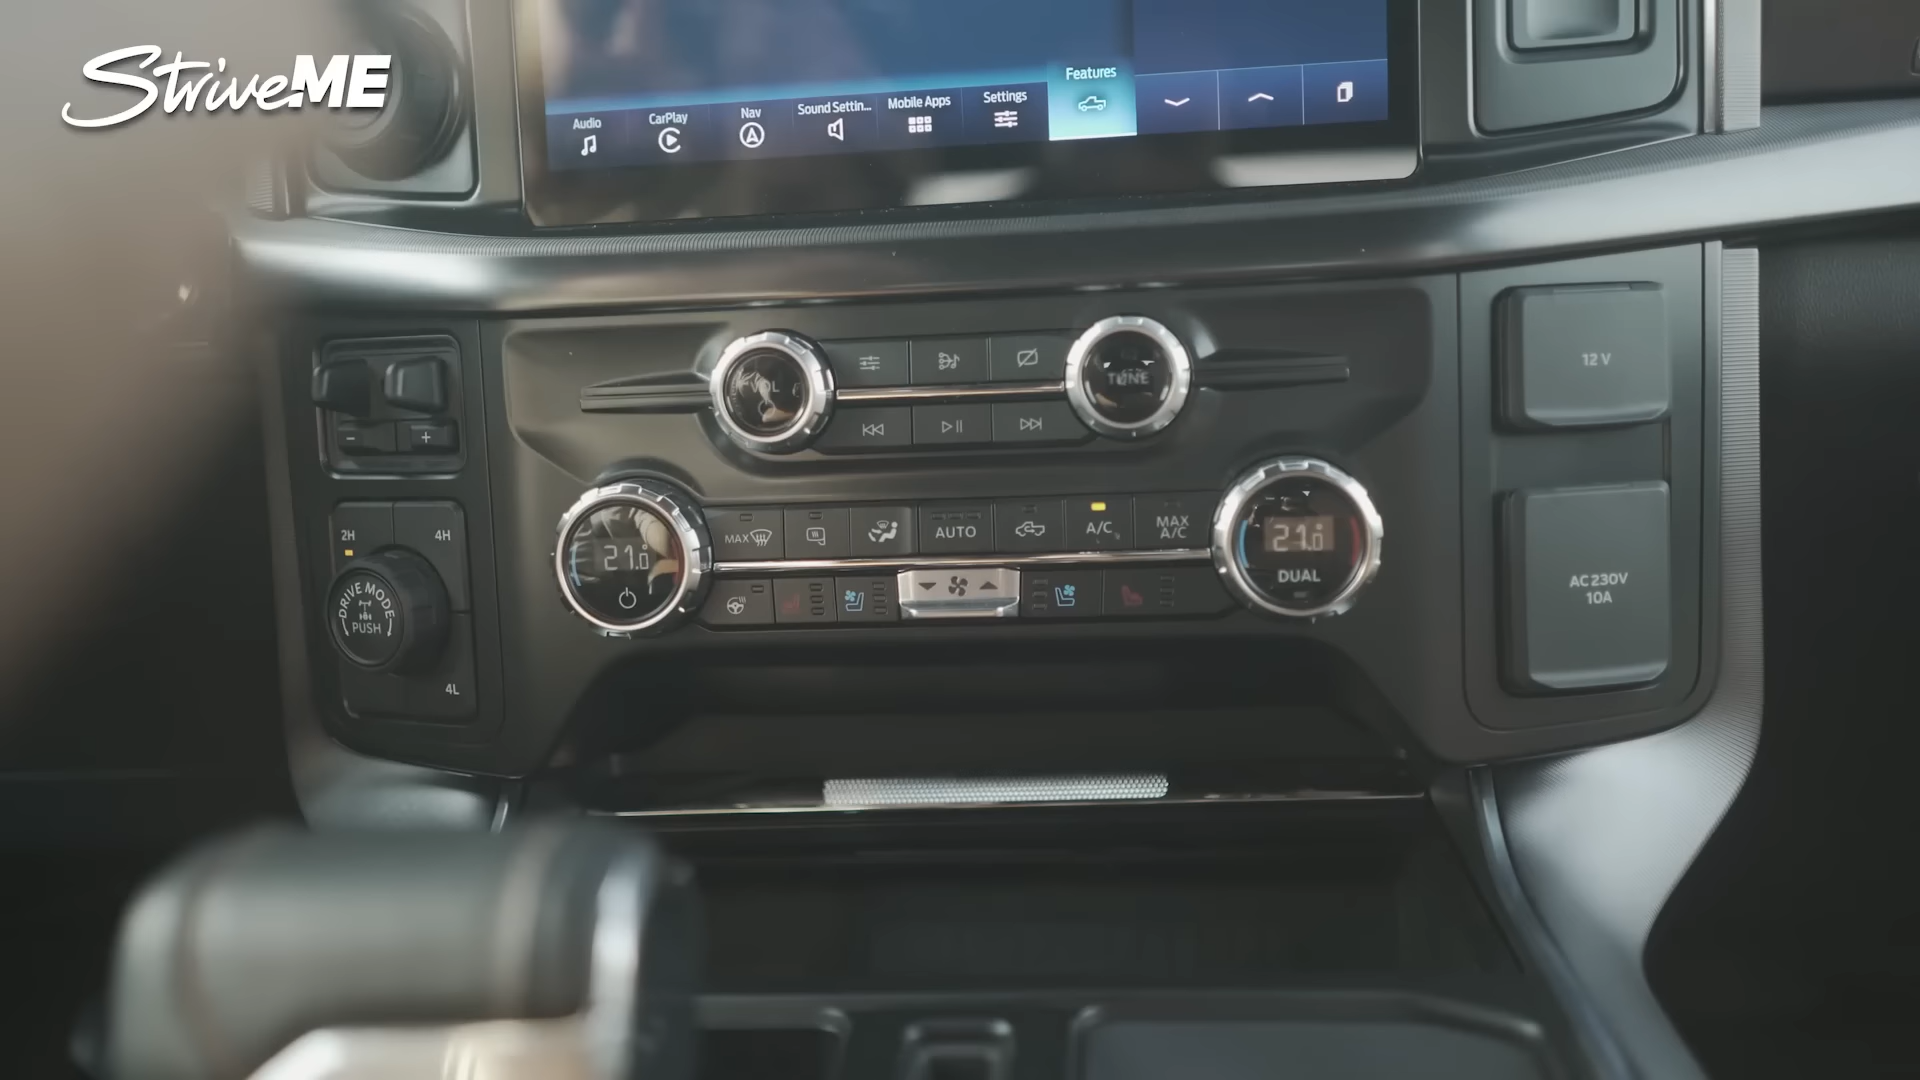 StriveME
Audio
CarPlay
Nav
Sound Settin...
Mobile Apps
Settings
Features
VOL
TUNE
12 V
- +
2H
4H
DRIVE MODE
PUSH
4L
21.0
MAX
AUTO
A/C
MAX
A/C
21.0
DUAL
AC 230V
10A